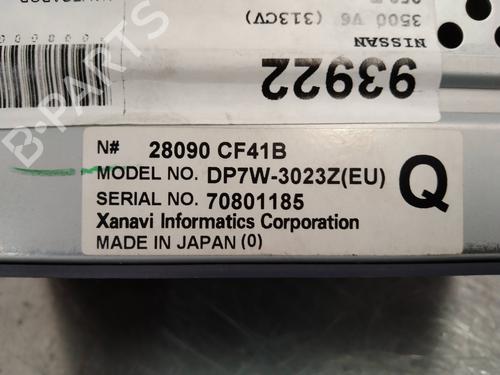 3500 V6 (313CV)
NISSAN
93922
B-PARTS
N# 28090 CF41B
MODEL NO. DP7W-3023Z(EU)
SERIAL NO. 70801185
Q
Xanavi Informatics Corporation
MADE IN JAPAN (0)